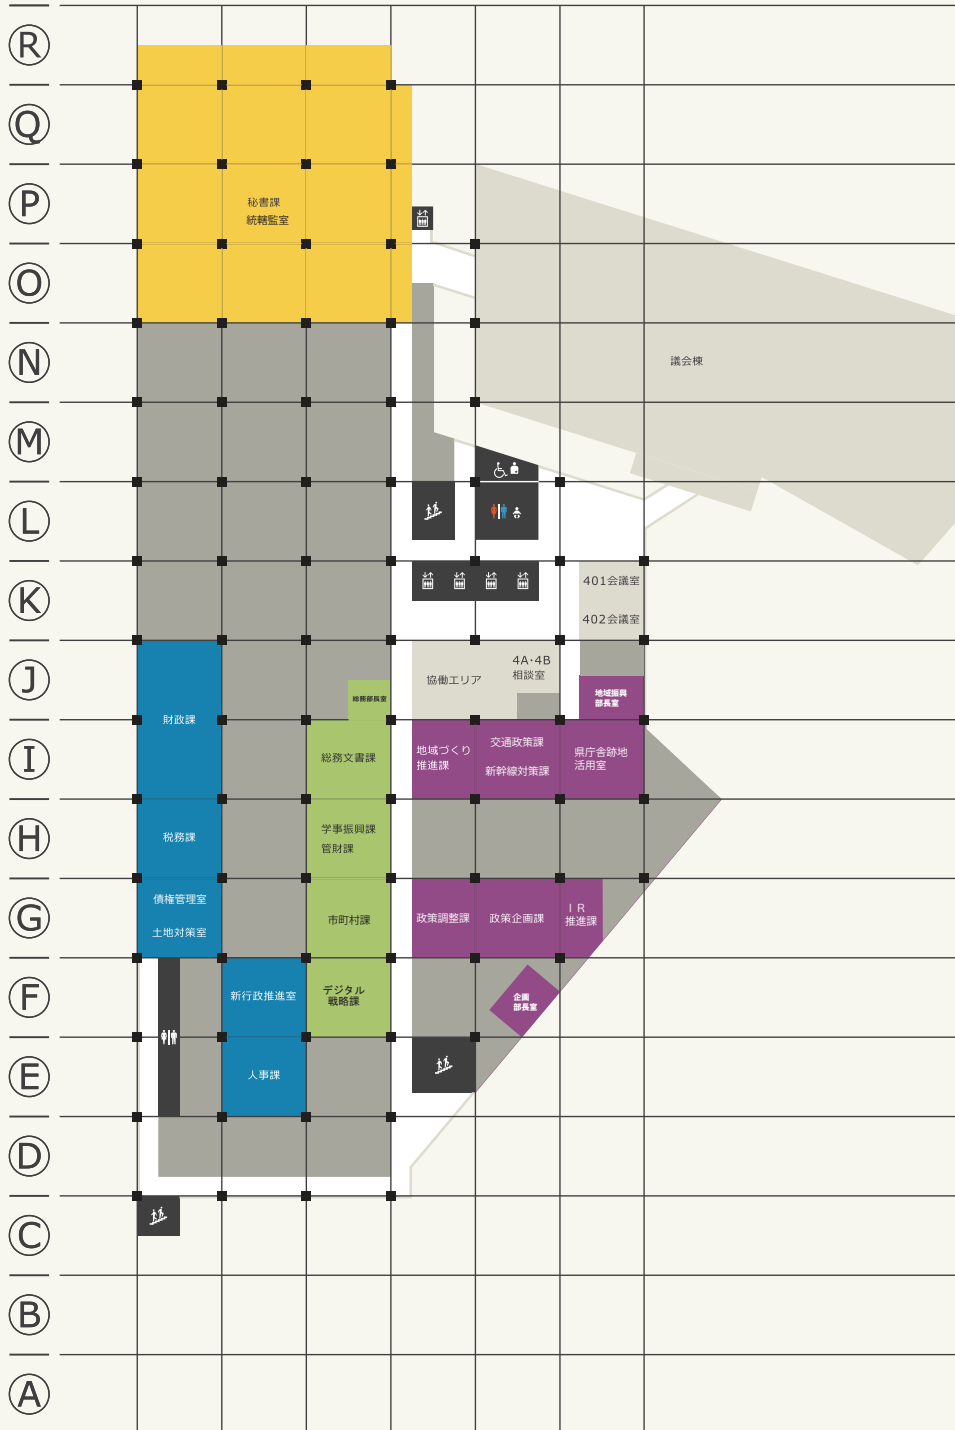 R
Q
P
秘書課
統轄監室
O
N
議会棟
M
L
K
401会議室
402会議室
J
4A・4B
相談室
協働エリア
地域振興
部長室
総務部長室
財政課
I
総務文書課
地域づくり
推進課
交通政策課
新幹線対策課
県庁舎跡地
活用室
H
税務課
学事振興課
管財課
G
債権管理室
土地対策室
市町村課
政策調整課
政策企画課
ＩＲ
推進課
F
新行政推進室
デジタル
戦略課
企画
部長室
E
人事課
D
C
B
A